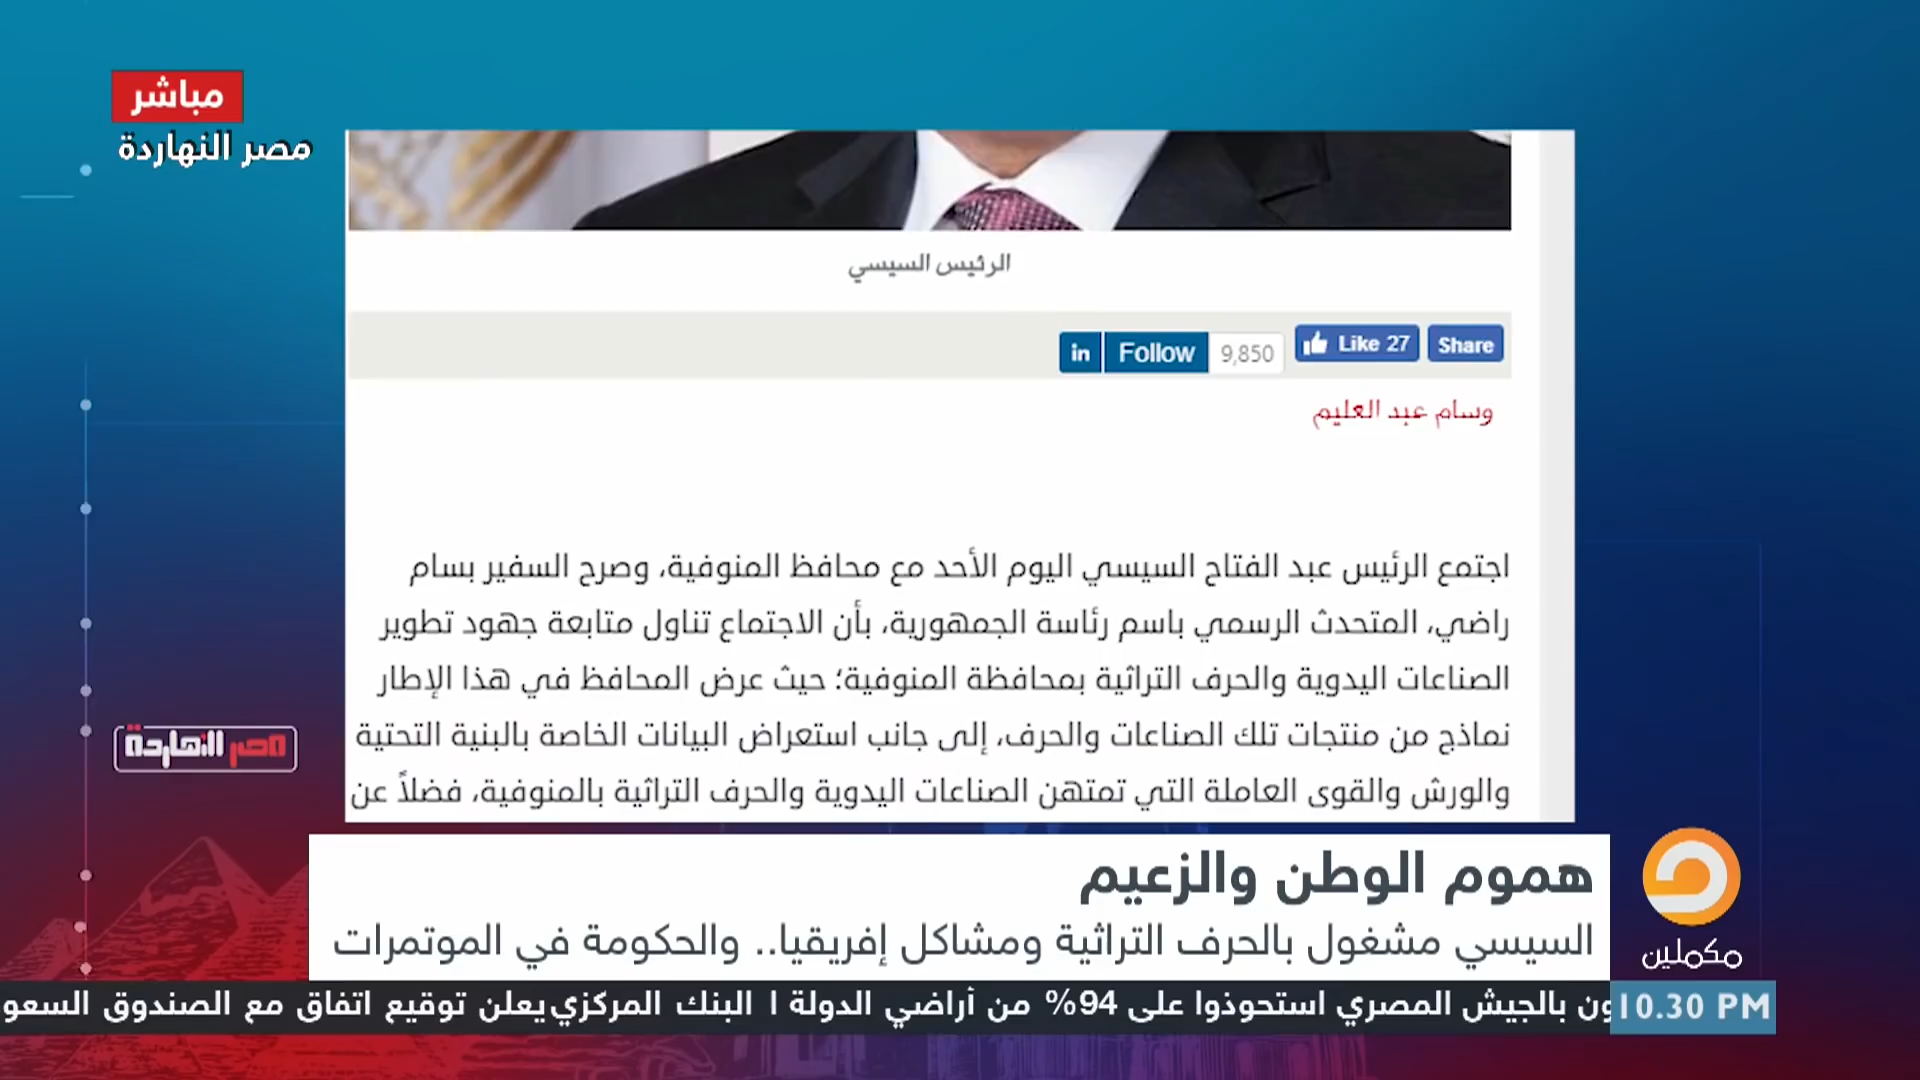 مباشر
مصر النهاردة
الرئيس السيسي
in Follow 9,850 Like 27 Share
وسام عبد العليم
اجتمع الرئيس عبد الفتاح السيسي اليوم الأحد مع محافظ المنوفية، وصرح السفير بسام
راضي، المتحدث الرسمي باسم رئاسة الجمهورية، بأن الاجتماع تناول متابعة جهود تطوير
الصناعات اليدوية والحرف التراثية بمحافظة المنوفية؛ حيث عرض المحافظ في هذا الإطار
نماذج من منتجات تلك الصناعات والحرف، إلى جانب استعراض البيانات الخاصة بالبنية التحتية
والورش والقوى العاملة التي تمتهن الصناعات اليدوية والحرف التراثية بالمنوفية، فضلاً عن
مصر النهاردة
هموم الوطن والزعيم
السيسي مشغول بالحرف التراثية ومشاكل إفريقيا.. والحكومة في الموتمرات
مكملين
ون بالجيش المصري استحوذوا على 94% من أراضي الدولة ا البنك المركزي يعلن توقيع اتفاق مع الصندوق السعو
10.30 PM